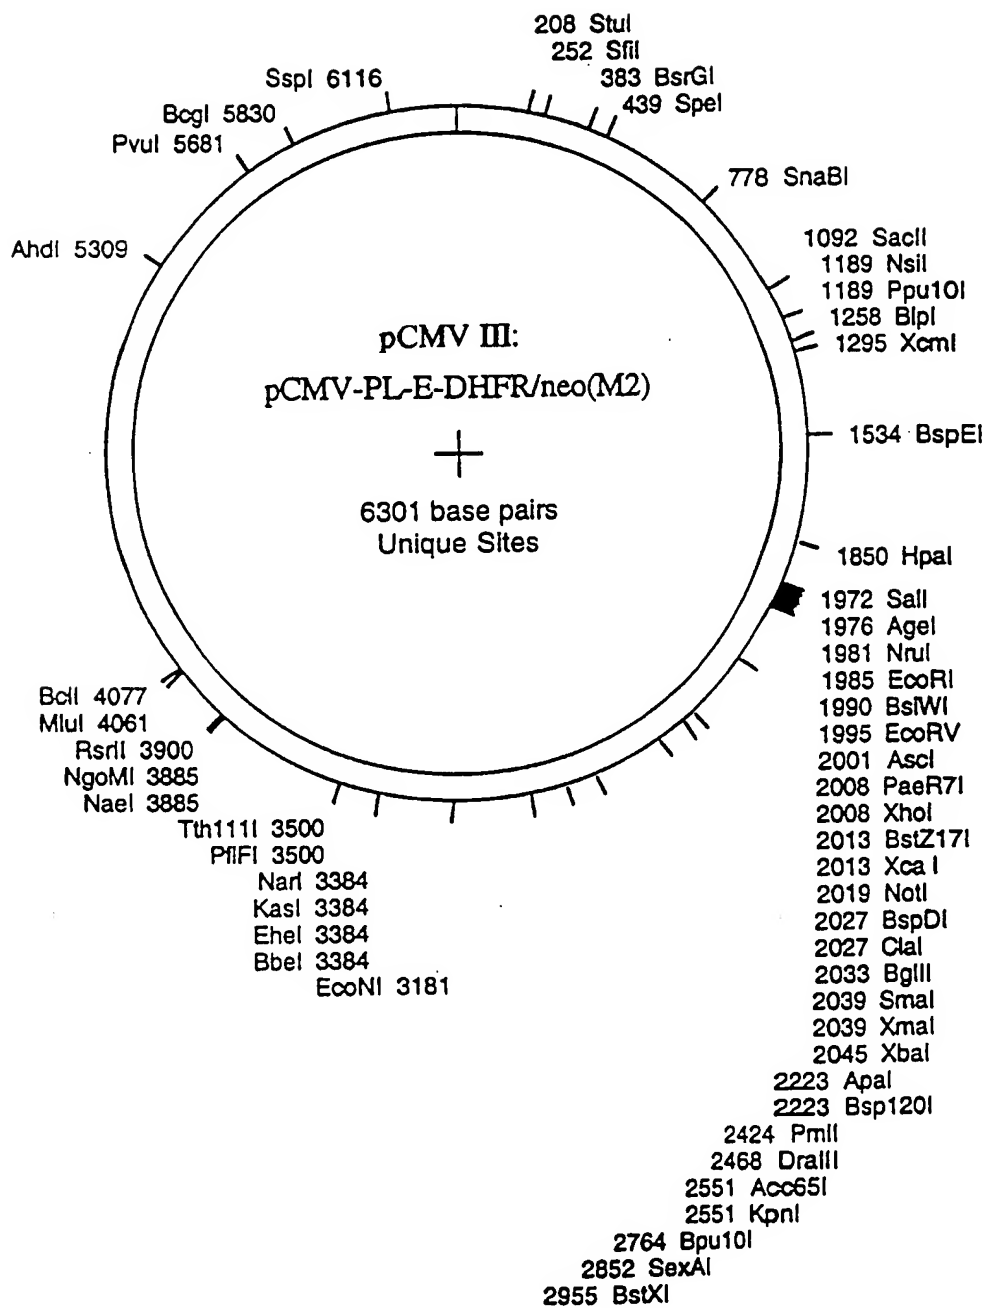 208 StuI
252 SfiI
383 BsrGI
439 SpeI
778 SnaBI
1092 SacII
1189 NsiI
1189 Ppu10I
1258 BlpI
1295 XcmI
1534 BspEI
1850 HpaI
1972 SalI
1976 AgeI
1981 NruI
1985 EcoRI
1990 BsiWI
1995 EcoRV
2001 AscI
2008 PaeR7I
2008 XhoI
2013 BstZ17I
2013 Xca I
2019 NotI
2027 BspDI
2027 ClaI
2033 BglII
2039 SmaI
2039 XmaI
2045 XbaI
2223 ApaI
2223 Bsp120I
2424 PmlI
2468 DraIII
2551 Acc65I
2551 KpnI
2764 Bpu10I
2852 SexAI
2955 BstXI
EcoNI 3181
BbeI 3384
EheI 3384
KasI 3384
NarI 3384
PflFI 3500
Tth111I 3500
NaeI 3885
NgoMI 3885
RsrII 3900
MluI 4061
BclI 4077
AhdI 5309
PvuI 5681
BcgI 5830
SspI 6116
pCMV III:
pCMV-PL-E-DHFR/neo(M2)
6301 base pairs
Unique Sites